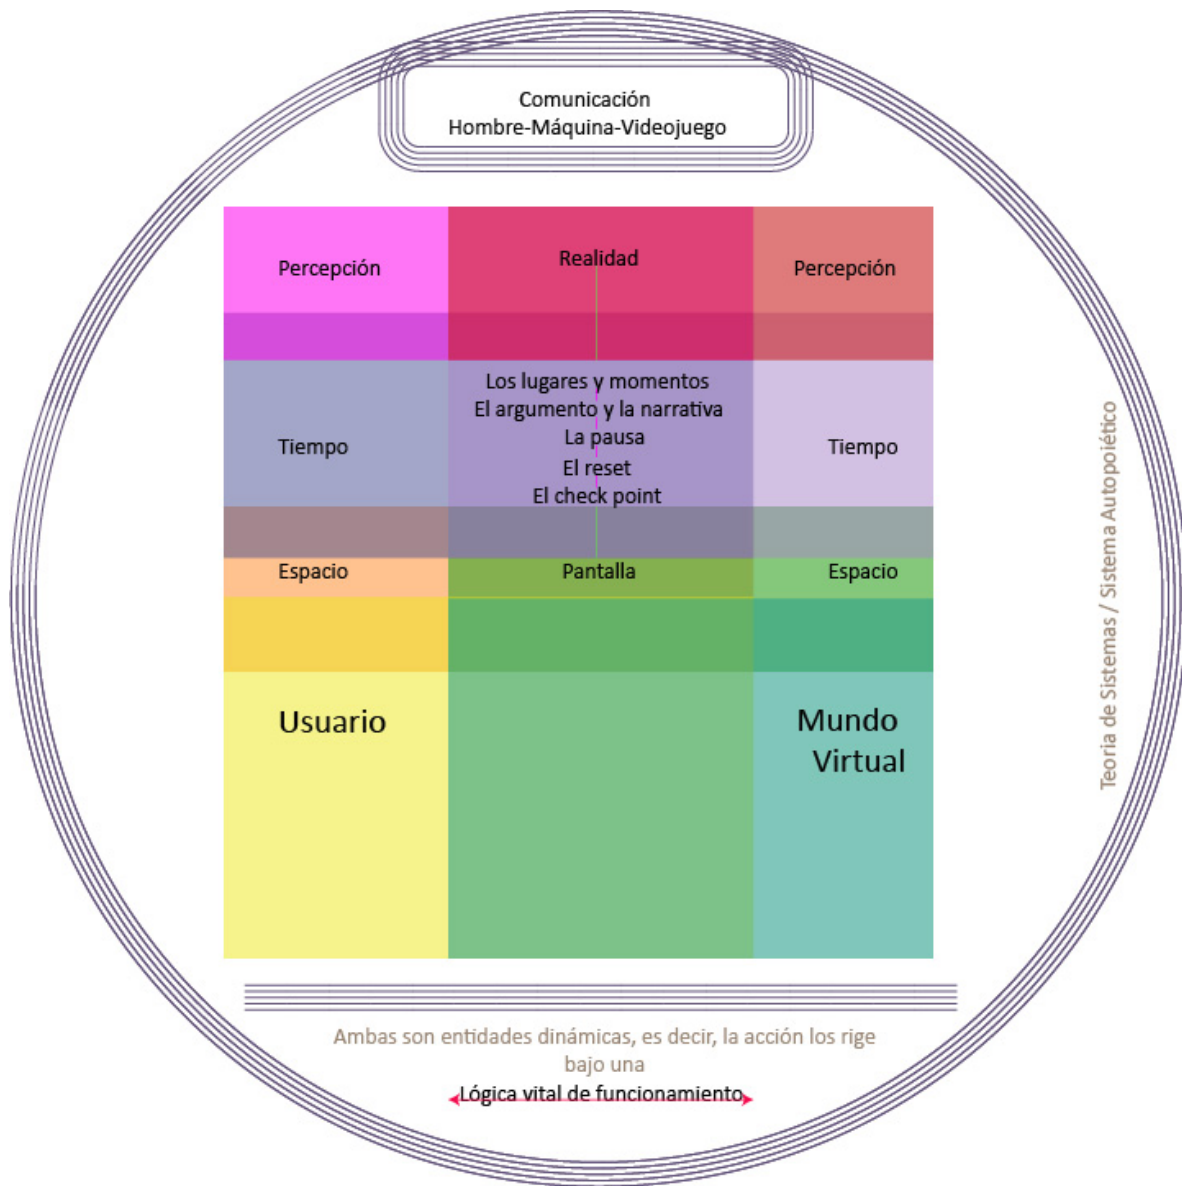 Comunicación
Hombre-Máquina-Videojuego
Percepción
Realidad
Percepción
Los lugares y momentos
El argumento y la narrativa
La pausa
El reset
El check point
Tiempo
Tiempo
Espacio
Pantalla
Espacio
Usuario
Mundo
Virtual
Teoria de Sistemas / Sistema Autopoiético
Ambas son entidades dinámicas, es decir, la acción los rige
bajo una
Lógica vital de funcionamiento